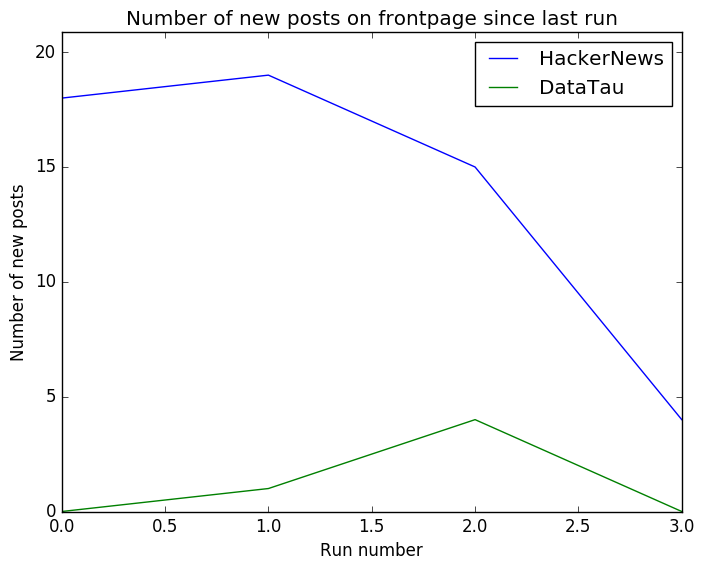 Number of new posts on frontpage since last run
HackerNews
DataTau
20
15
10
5
0
Number of new posts
0.0 0.5 1.0 1.5 2.0 2.5 3.0
Run number